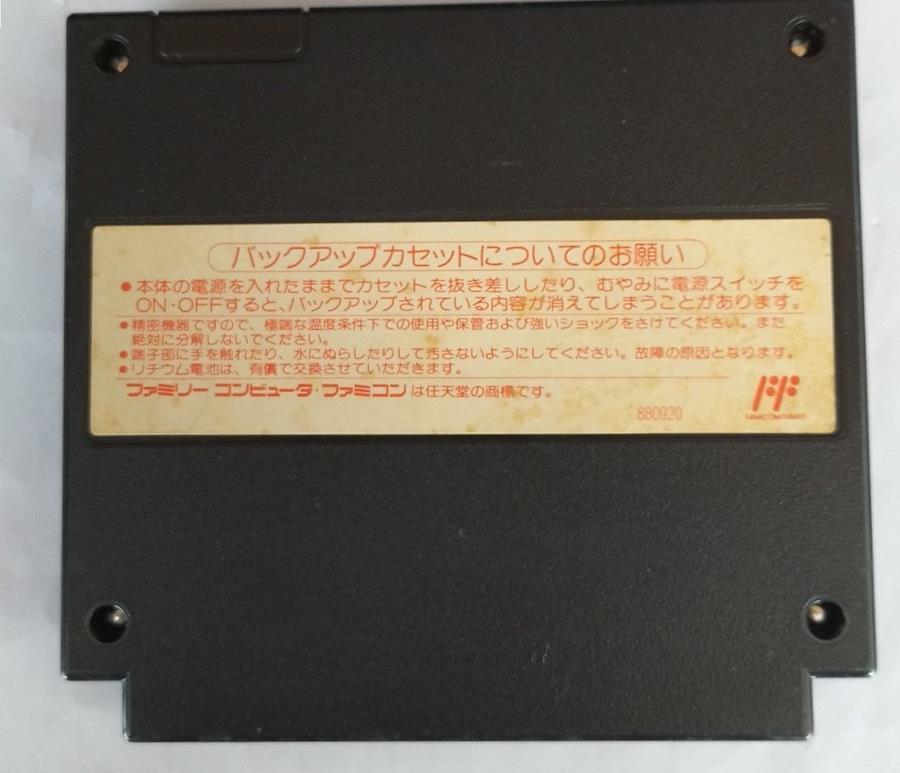 バックアップカセットについてのお願い
●本体の電源を入れたままでカセットを抜き差ししたり、むやみに電源スイッチを
ON・OFFすると、バックアップされている内容が消えてしまうことがあります。
●精密機器ですので、極端な温度条件下での使用や保管および強いショックをさけてください。また
絶対に分解しないでください。
●端子部に手を触れたり、水にぬらしたりして汚さないようにしてください。故障の原因となります。
●リチウム電池は、有償で交換させていただきます。
ファミリー コンピュータ・ファミコン は任天堂の商標です。
880920